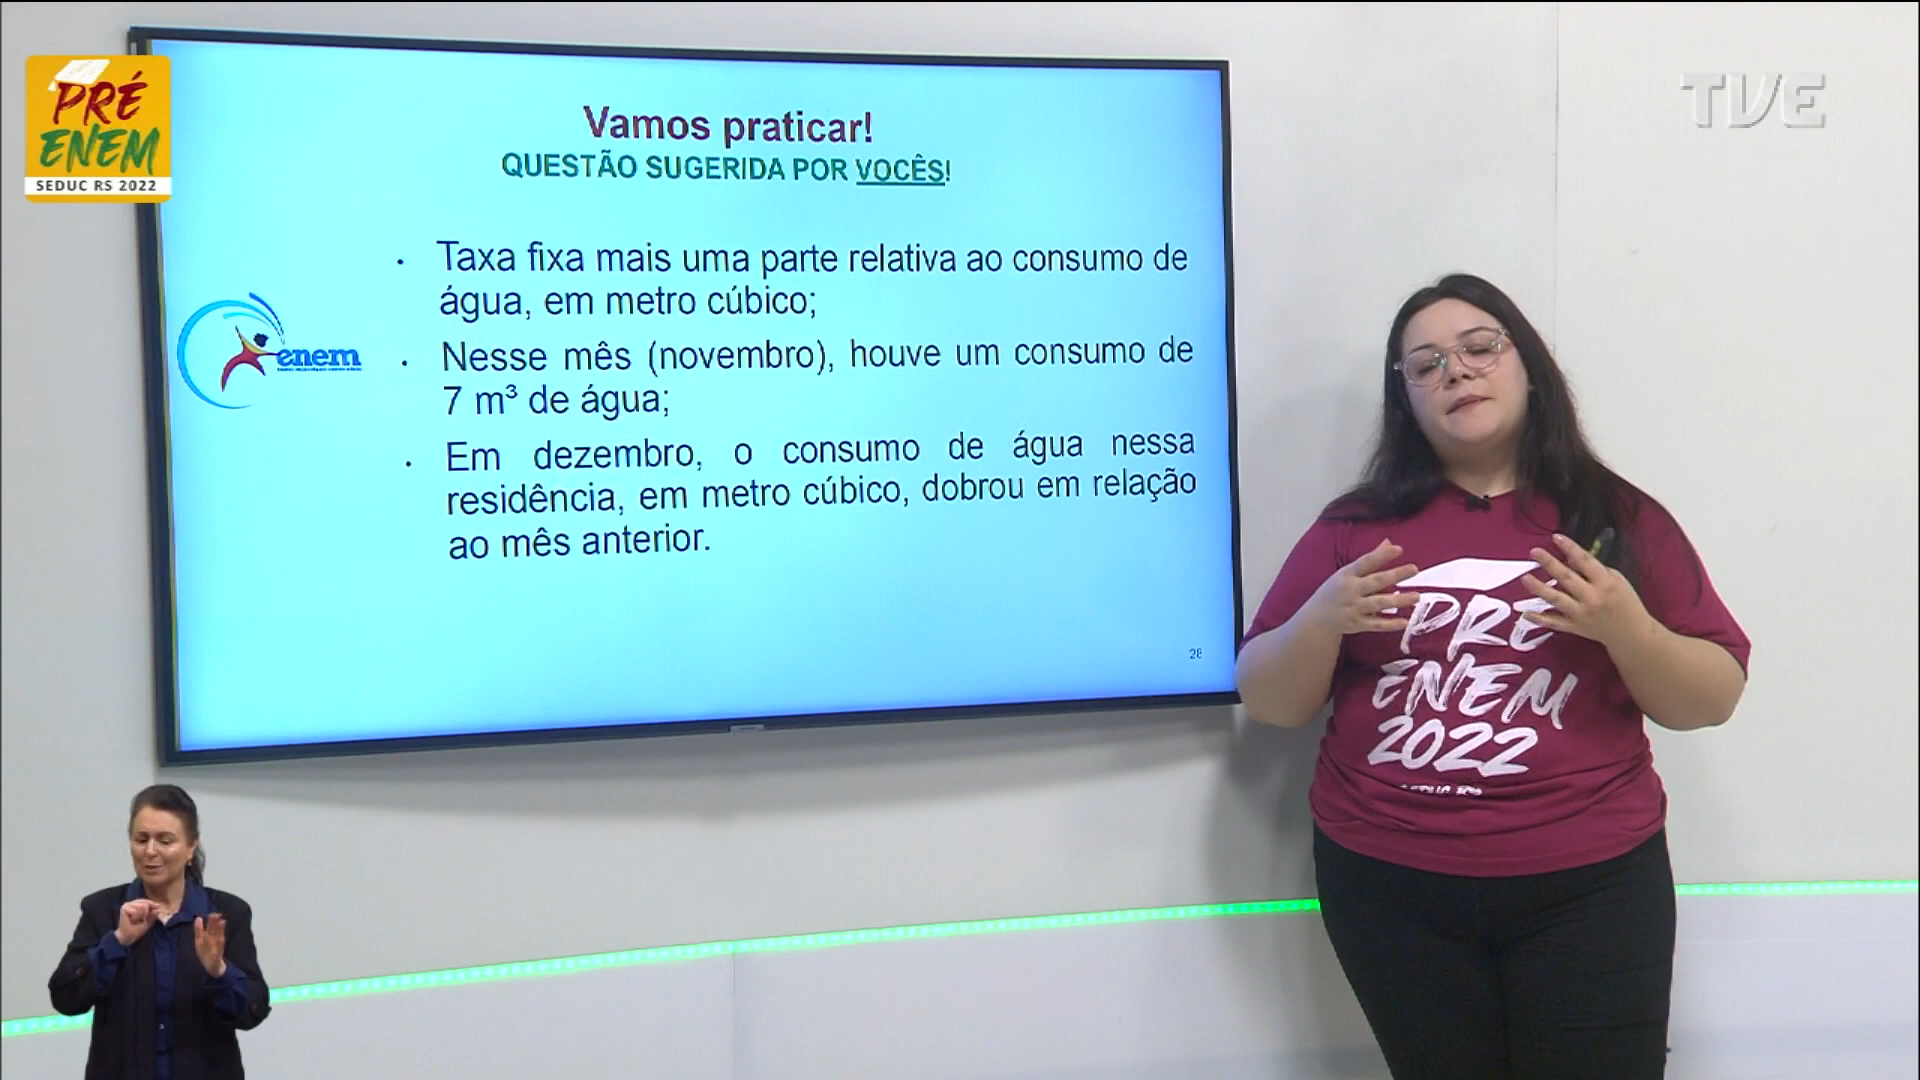 PRÉ
ENEM
SEDUC RS 2022
TVE
Vamos praticar!
QUESTÃO SUGERIDA POR VOCÊS!
• Taxa fixa mais uma parte relativa ao consumo de
água, em metro cúbico;
• Nesse mês (novembro), houve um consumo de
7 m³ de água;
• Em dezembro, o consumo de água nessa
residência, em metro cúbico, dobrou em relação
ao mês anterior.
enem
28
PRÉ
ENEM
2022